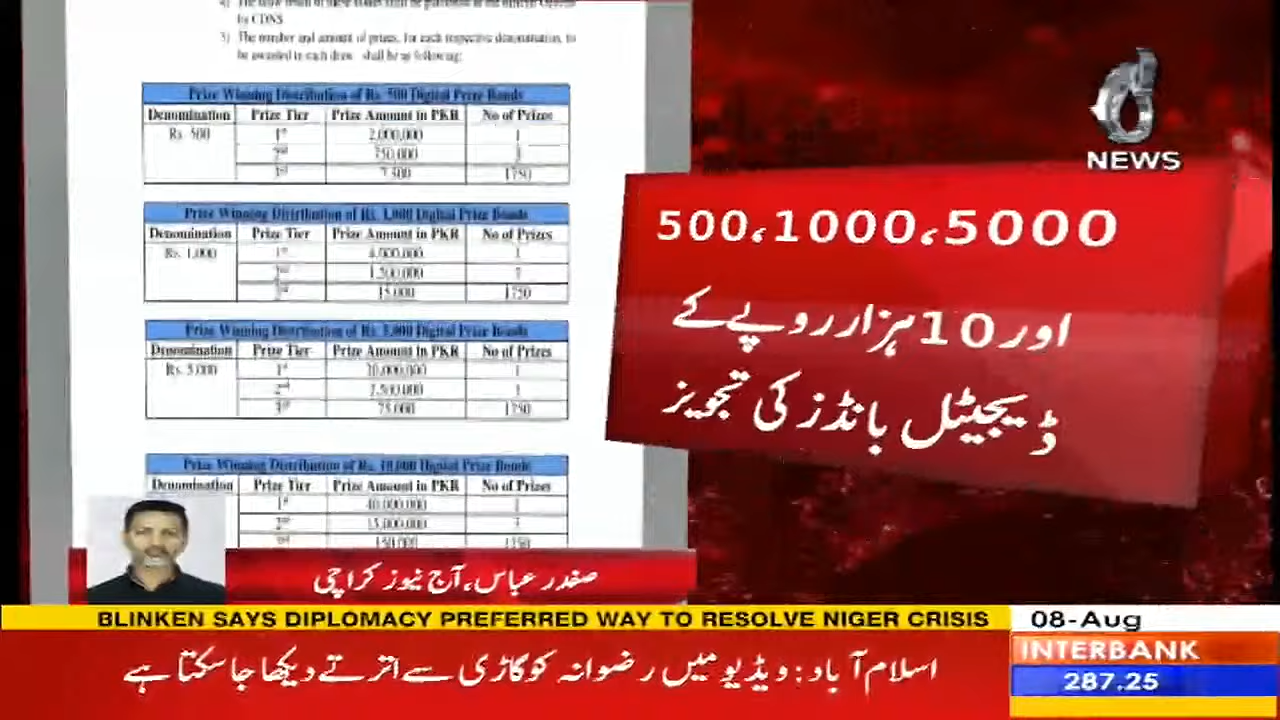 by CDNS
3) The number and amount of prizes, for each respective denomination, to
be awarded in each draw shall be as following:
Prize Winning Distribution of Rs. 500 Digital Prize Bonds
Denomination Prize Tier Prize Amount in PKR No of Prizes
Rs. 500 1st 2,000,000 1
750,000
7,500 1750
Prize Winning Distribution of Rs. 1,000 Digital Prize Bonds
Denomination Prize Tier Prize Amount in PKR No of Prizes
Rs. 1,000 1st 4,000,000 1
1,500,000
15,000 1750
Prize Winning Distribution of Rs. 5,000 Digital Prize Bonds
Denomination Prize Tier Prize Amount in PKR No of Prizes
Rs. 5,000 1st 1
2nd
3rd 75,000 1750
Prize Winning Distribution of Rs. 10,000 Digital Prize Bonds
Denomination Prize Tier Prize Amount in PKR No of Prizes
1st 40,000,000 1
15,000,000
150,000 1750
NEWS
500،1000،5000
اور 10 ہزار روپے کے
ڈیجیٹل بانڈز کی تجویز
صفدر عباس، آج نیوز کراچی
BLINKEN SAYS DIPLOMACY PREFERRED WAY TO RESOLVE NIGER CRISIS
08-Aug
INTERBANK
287.25
اسلام آباد: ویڈیو میں رضوانہ کو گاڑی سے اترتے دیکھا جا سکتا ہے